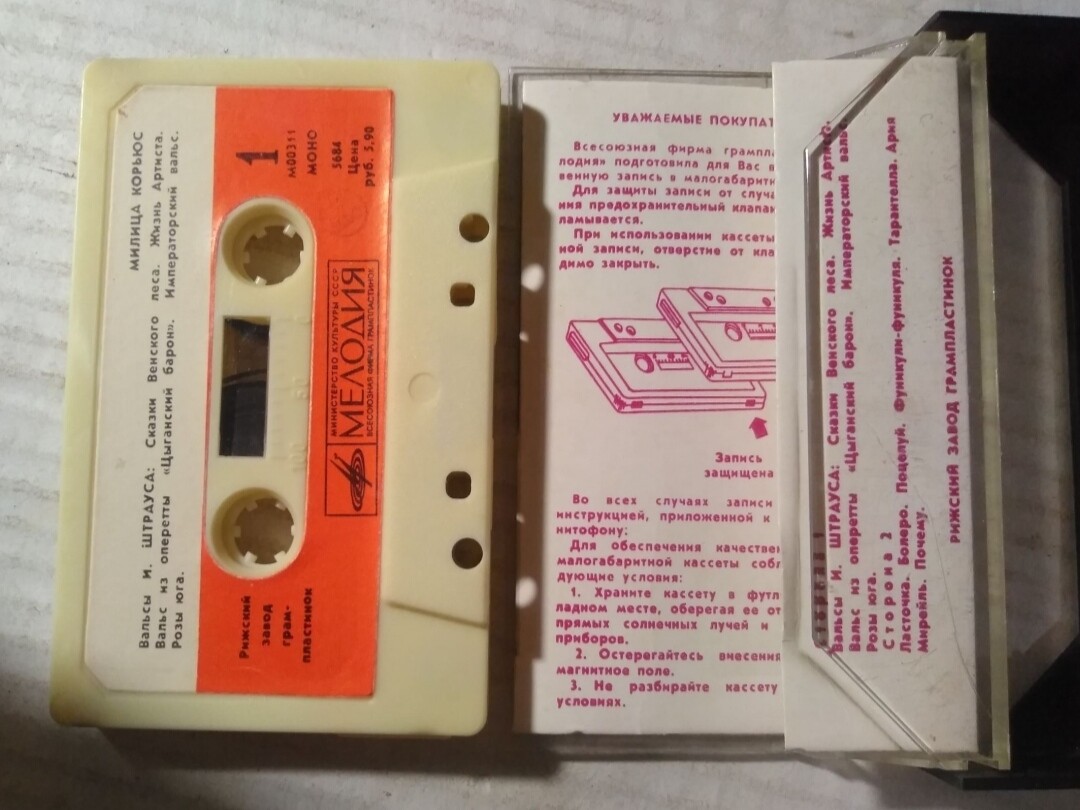 МИЛИЦА КОРЬЮС
Вальсы И. ШТРАУСА: Сказки Венского леса. Жизнь Артиста.
Вальс из оперетты «Цыганский барон». Императорский вальс.
Розы юга.
1
М00311
МОНО
5684
Цена
руб. 5,90
МИНИСТЕРСТВО КУЛЬТУРЫ СССР
МЕЛОДИЯ
ВСЕСОЮЗНАЯ ФИРМА ГРАМПЛАСТИНОК
Рижский
завод
грам-
пластинок
УВАЖАЕМЫЕ ПОКУПАТ
Всесоюзная фирма грампла
лодия» подготовила для Вас в
венную запись в малогабарит
Для защиты записи от случа
ния предохранительный клапан
ламывается.
При использовании кассеты
ной записи, отверстие от кла
димо закрыть.
Запись
защищена
Во всех случаях записи
инструкцией, приложенной к
нитофону:
Для обеспечения качествен
малогабаритной кассеты собл
дующие условия:
1. Храните кассету в футл
ладном месте, оберегая ее от
прямых солнечных лучей и
приборов.
2. Остерегайтесь внесения
магнитное поле.
3. Не разбирайте кассету
условиях.
Вальсы И. ШТРАУСА: Сказки Венского леса. Жизнь Артиста.
Вальс из оперетты «Цыганский барон». Императорский вальс.
Розы юга.
Сторона 2
Ласточка. Болеро. Поцелуй. Фуникули-фуникула. Тарантелла. Ария
Мирейль. Почему.
РИЖСКИЙ ЗАВОД ГРАМПЛАСТИНОК